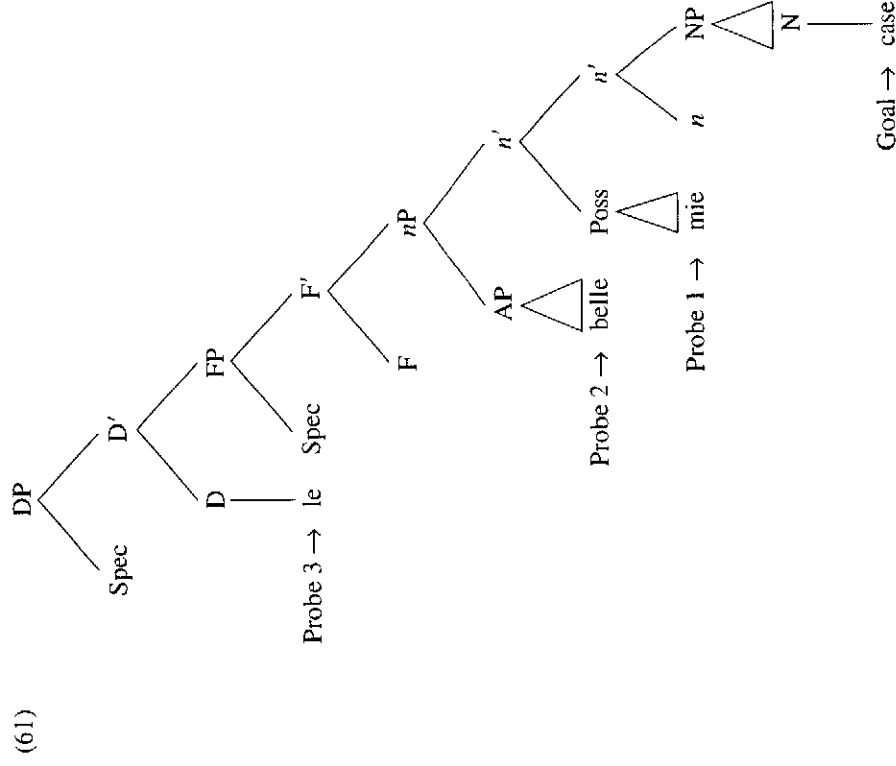 (61)
DP
Spec D′
D FP
Probe 3 → le Spec F′
F nP
AP n′
Probe 2 → belle Poss n′
Probe 1 → mie n NP
N
Goal → case